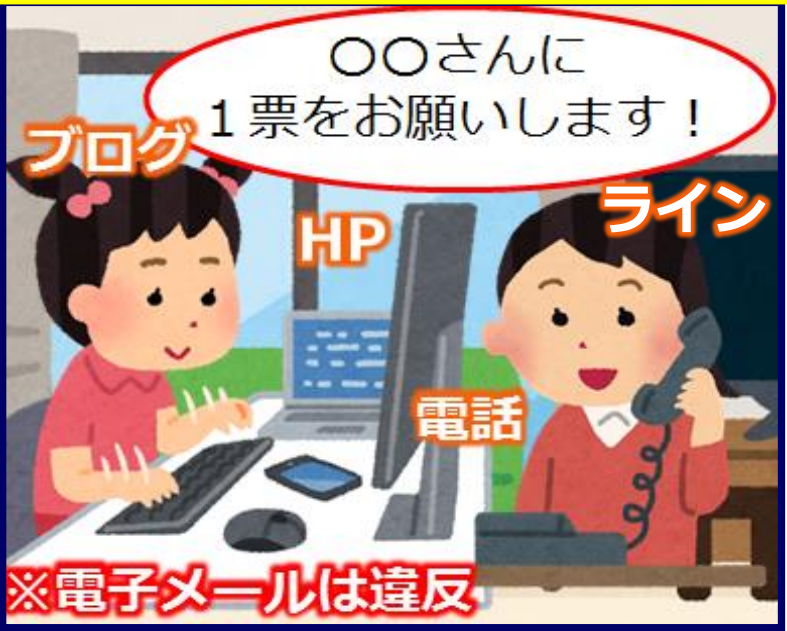 〇〇さんに
１票をお願いします！
ブログ
ライン
HP
電話
※電子メールは違反